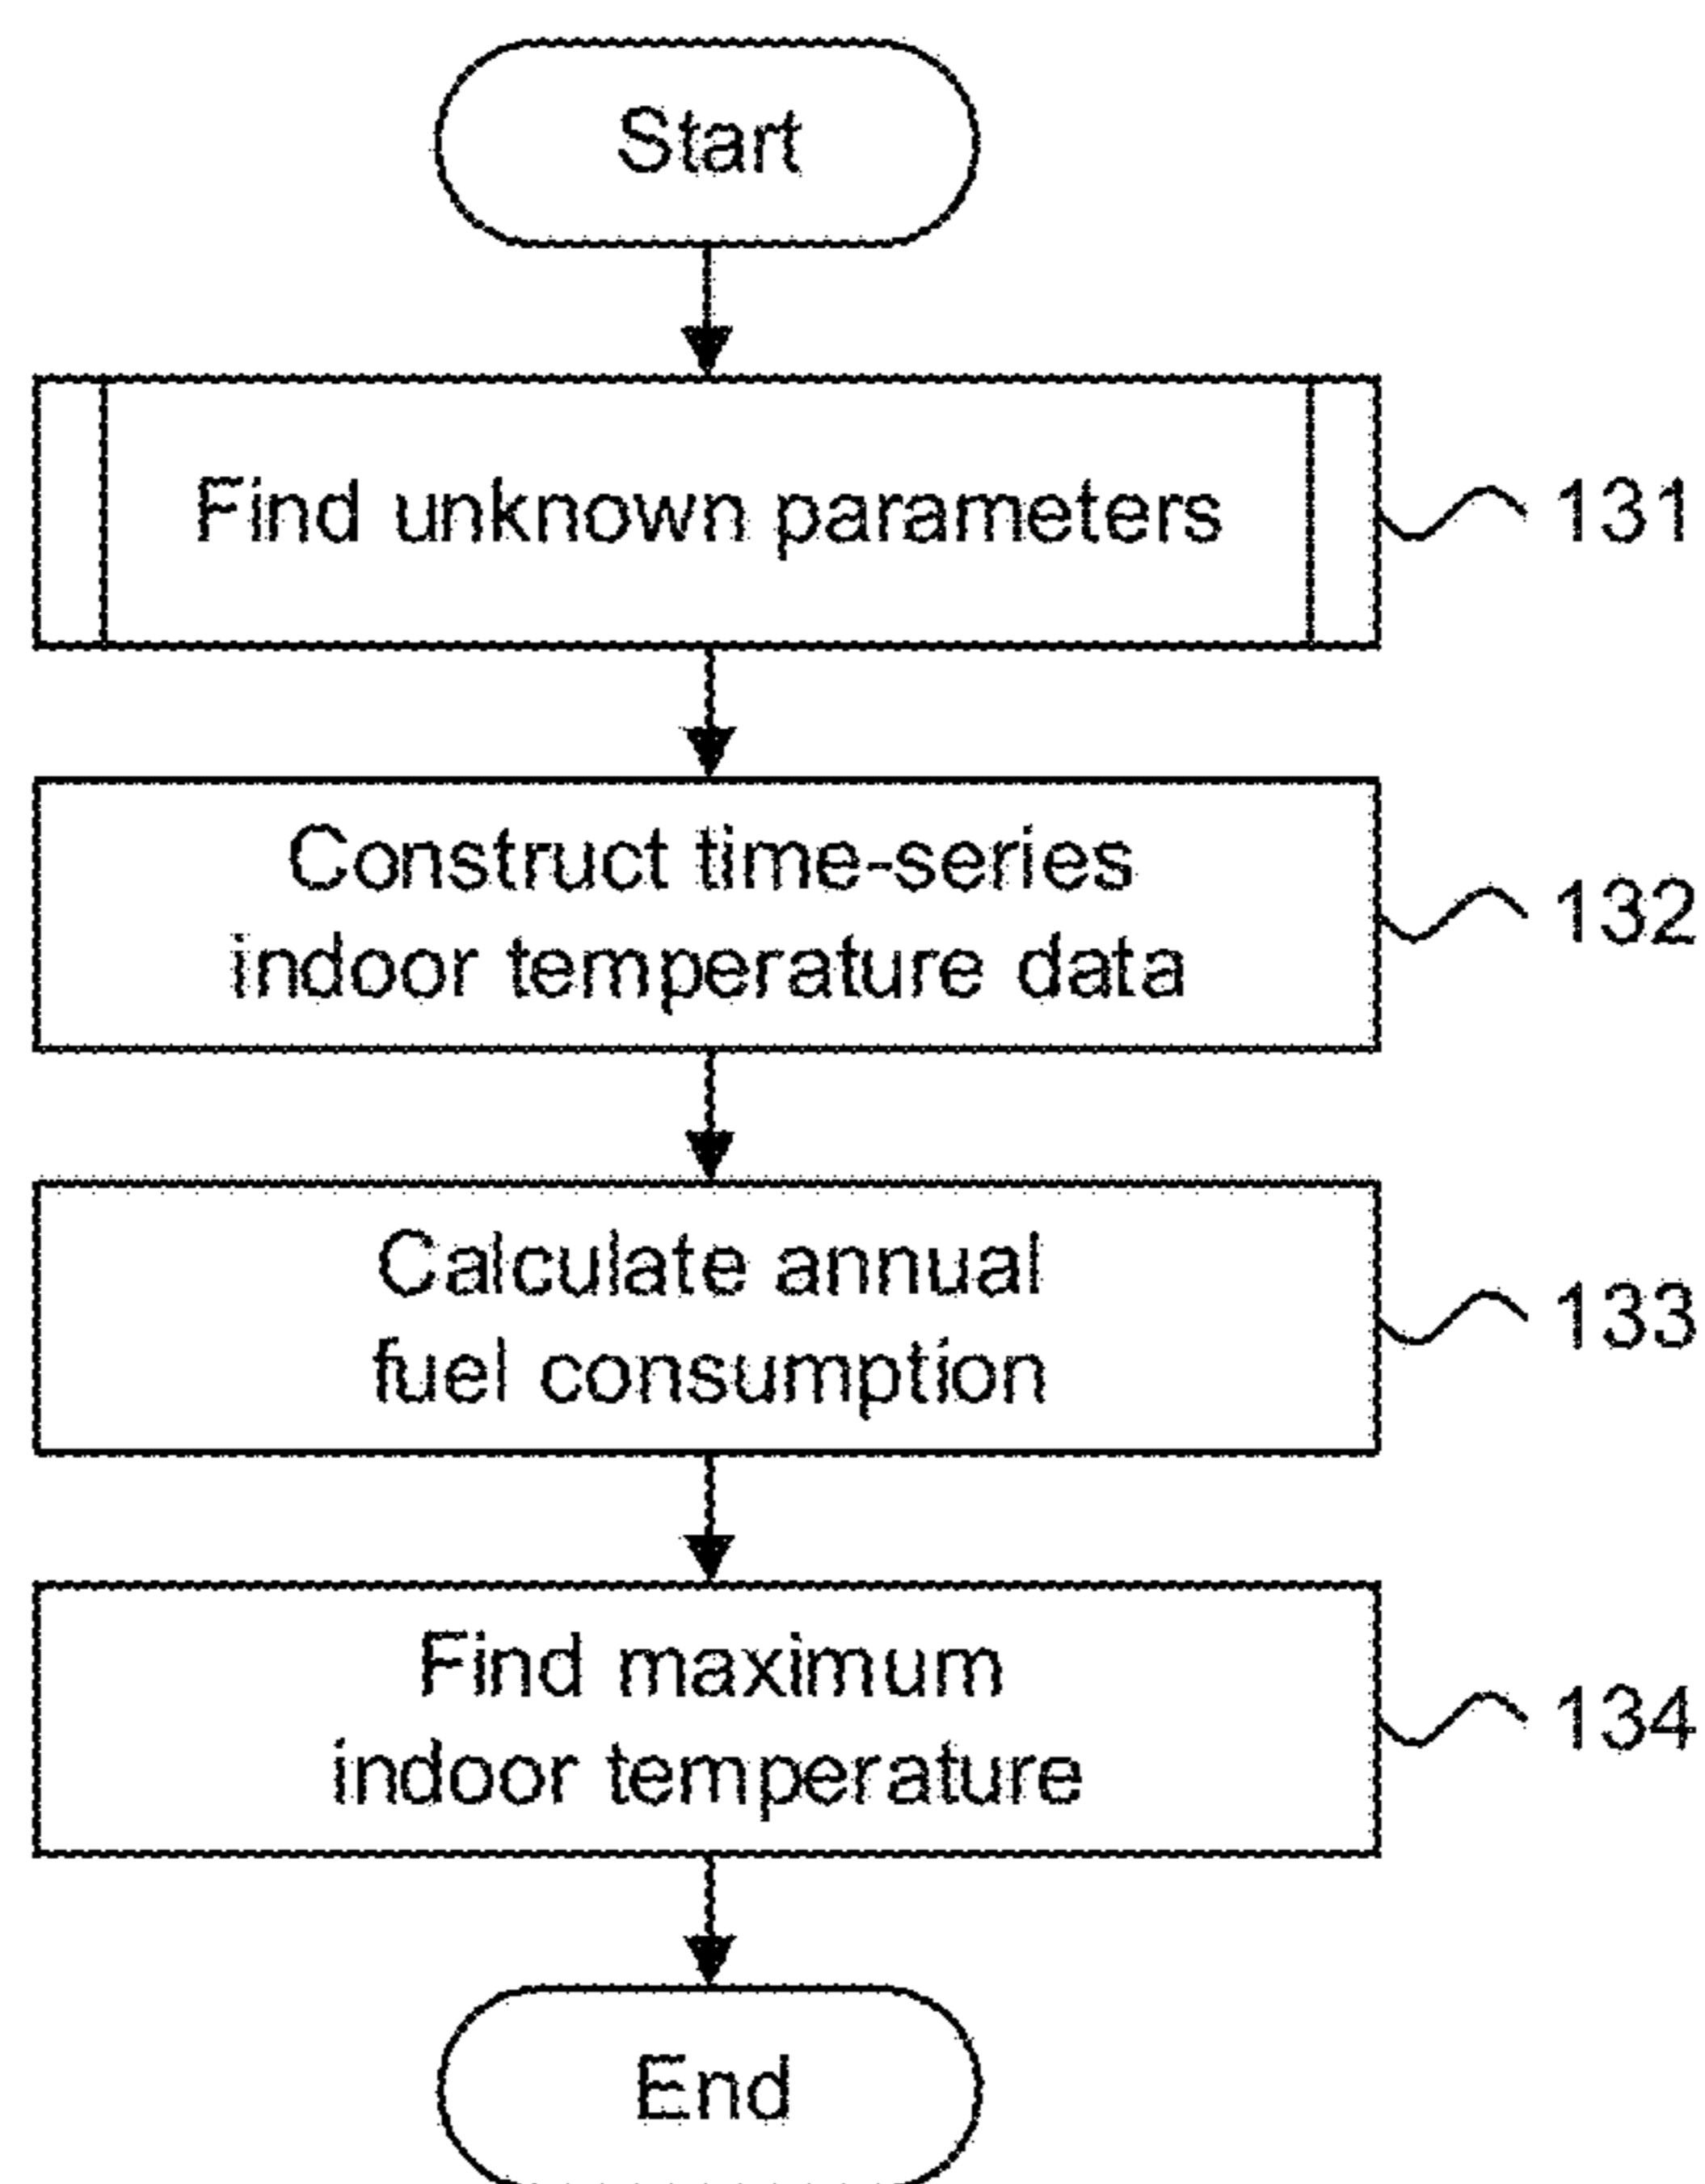 Start
Find unknown parameters
131
Construct time-series
indoor temperature data
132
Calculate annual
fuel consumption
133
Find maximum
indoor temperature
134
End